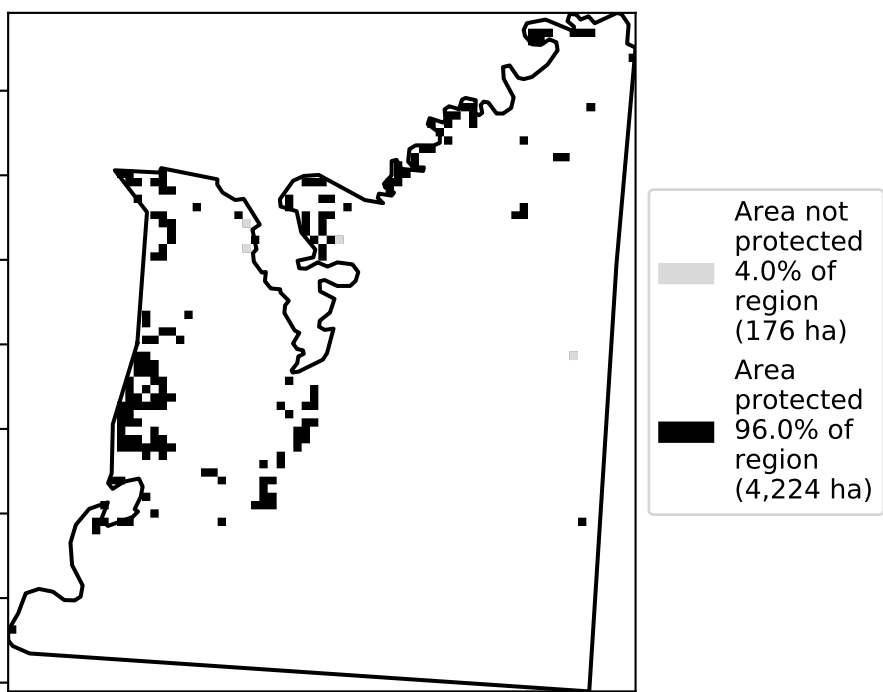 Area not
protected
4.0% of
region
(176 ha)
Area
protected
96.0% of
region
(4,224 ha)